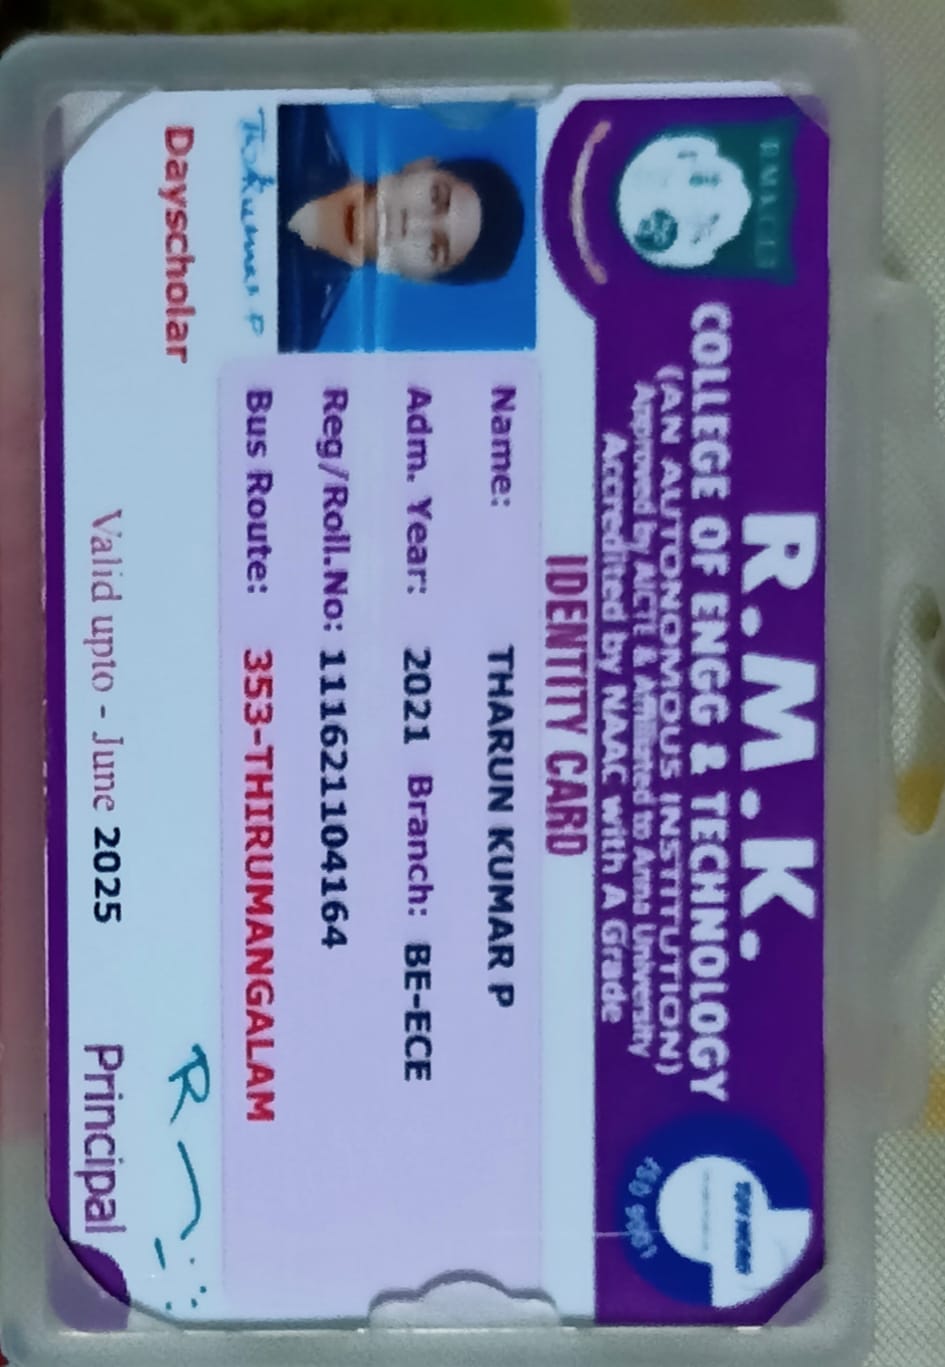 R.M.K.
COLLEGE OF ENGG & TECHNOLOGY
(AN AUTONOMOUS INSTITUTION)
Approved by AICTE & Affiliated to Anna University
Accredited by NAAC with A Grade
IDENTITY CARD
Name: THARUN KUMAR P
Adm. Year: 2021 Branch: BE-ECE
Reg/Roll.No: 111621104164
Bus Route: 353-THIRUMANGALAM
Dayscholar
Valid upto - June 2025
Principal
ISO 9001